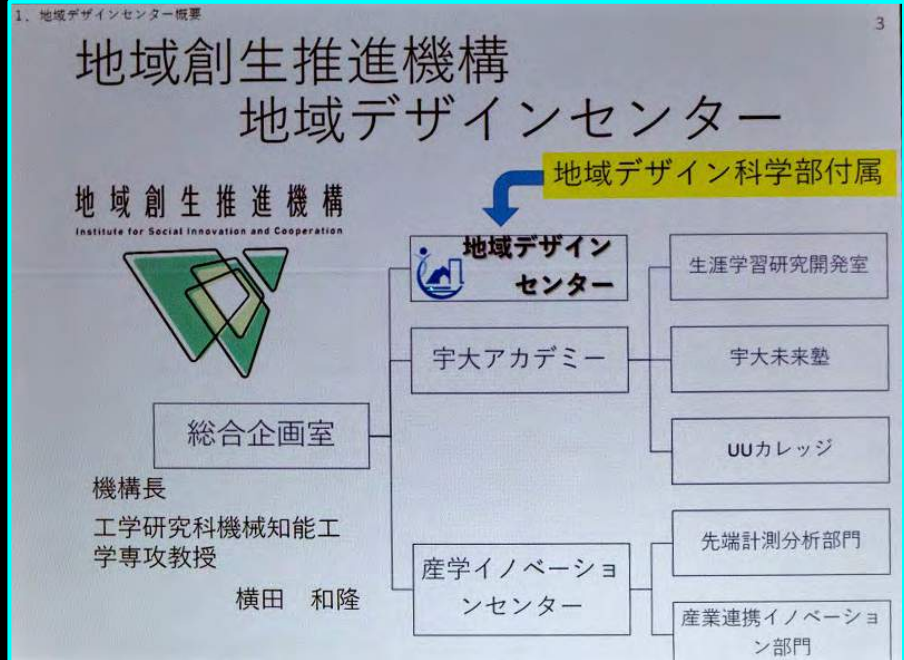 1. 地域デザインセンター概要
3
地域創生推進機構
地域デザインセンター
地域デザイン科学部付属
地域創生推進機構
Institute for Social Innovation and Cooperation
地域デザイン
センター
生涯学習研究開発室
宇大アカデミー
宇大未来塾
総合企画室
UUカレッジ
機構長
工学研究科機械知能工
学専攻教授
横田 和隆
先端計測分析部門
産学イノベーショ
ンセンター
産業連携イノベーショ
ン部門